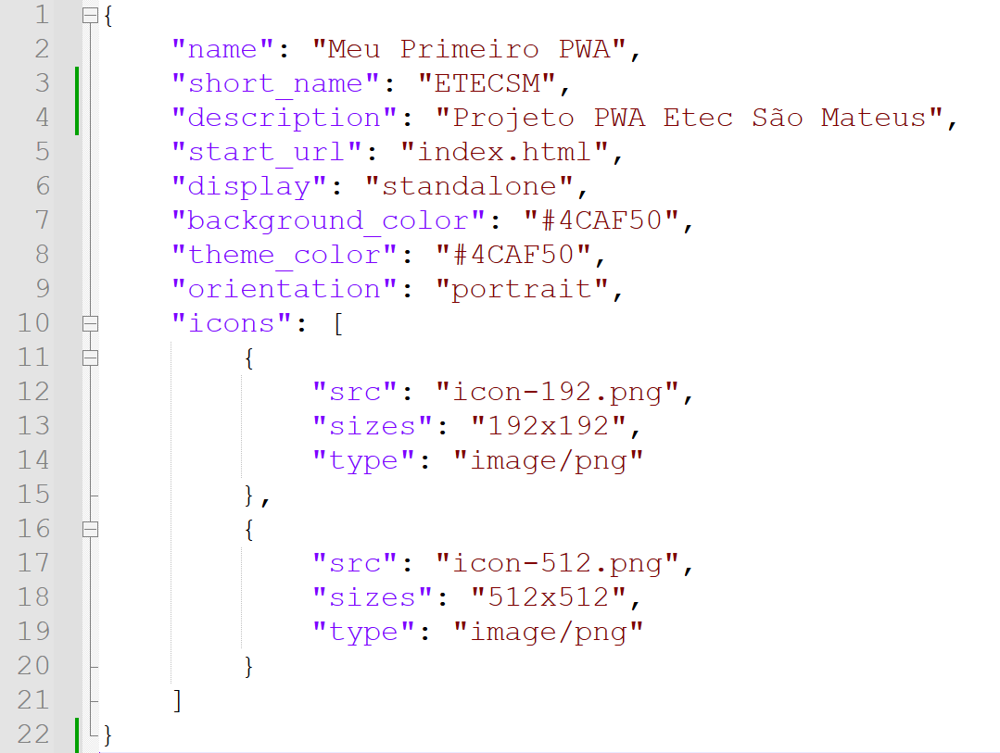 1 {
2 "name": "Meu Primeiro PWA",
3 "short_name": "ETECSM",
4 "description": "Projeto PWA Etec São Mateus",
5 "start_url": "index.html",
6 "display": "standalone",
7 "background_color": "#4CAF50",
8 "theme_color": "#4CAF50",
9 "orientation": "portrait",
10 "icons": [
11 {
12 "src": "icon-192.png",
13 "sizes": "192x192",
14 "type": "image/png"
15 },
16 {
17 "src": "icon-512.png",
18 "sizes": "512x512",
19 "type": "image/png"
20 }
21 ]
22 }